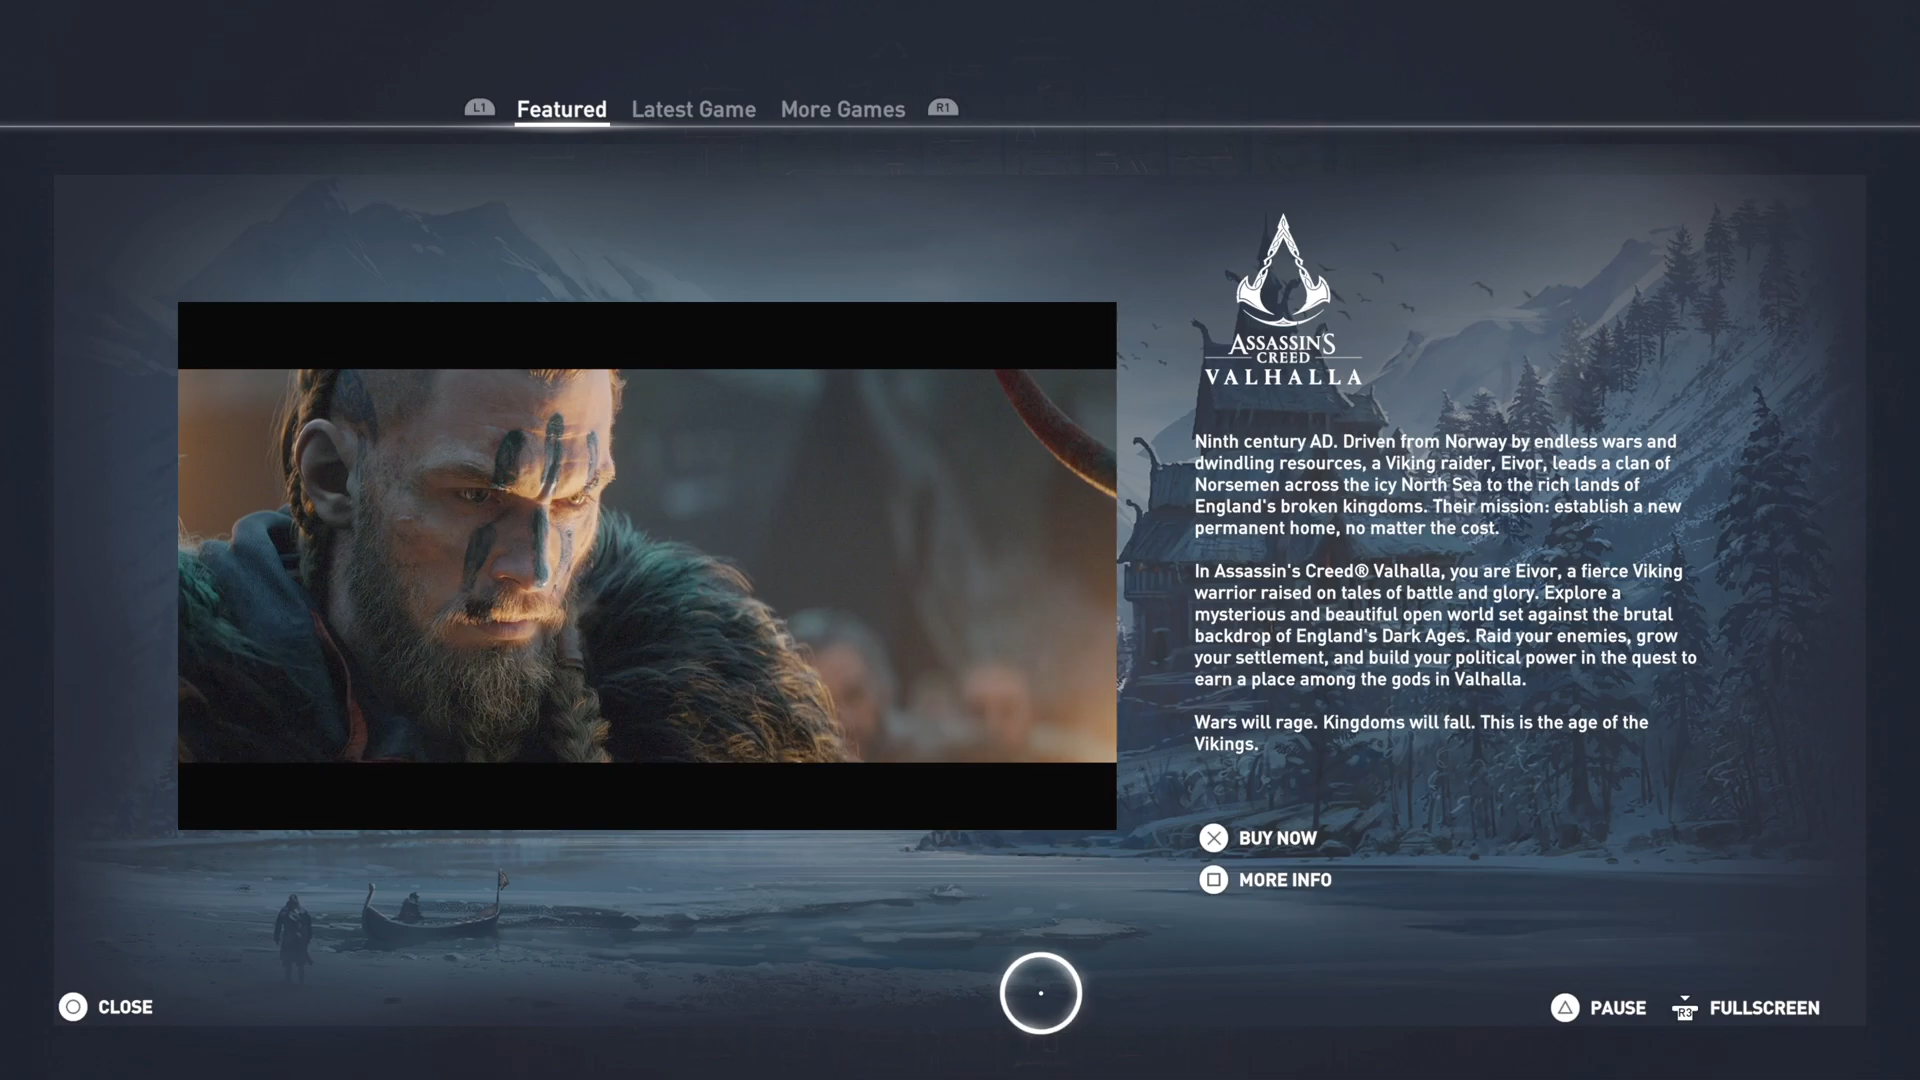 L1 Featured Latest Game More Games R1
ASSASSIN'S
CREED
VALHALLA
Ninth century AD. Driven from Norway by endless wars and
dwindling resources, a Viking raider, Eivor, leads a clan of
Norsemen across the icy North Sea to the rich lands of
England's broken kingdoms. Their mission: establish a new
permanent home, no matter the cost.
In Assassin's Creed® Valhalla, you are Eivor, a fierce Viking
warrior raised on tales of battle and glory. Explore a
mysterious and beautiful open world set against the brutal
backdrop of England's Dark Ages. Raid your enemies, grow
your settlement, and build your political power in the quest to
earn a place among the gods in Valhalla.
Wars will rage. Kingdoms will fall. This is the age of the
Vikings.
BUY NOW
MORE INFO
CLOSE
PAUSE R3 FULLSCREEN